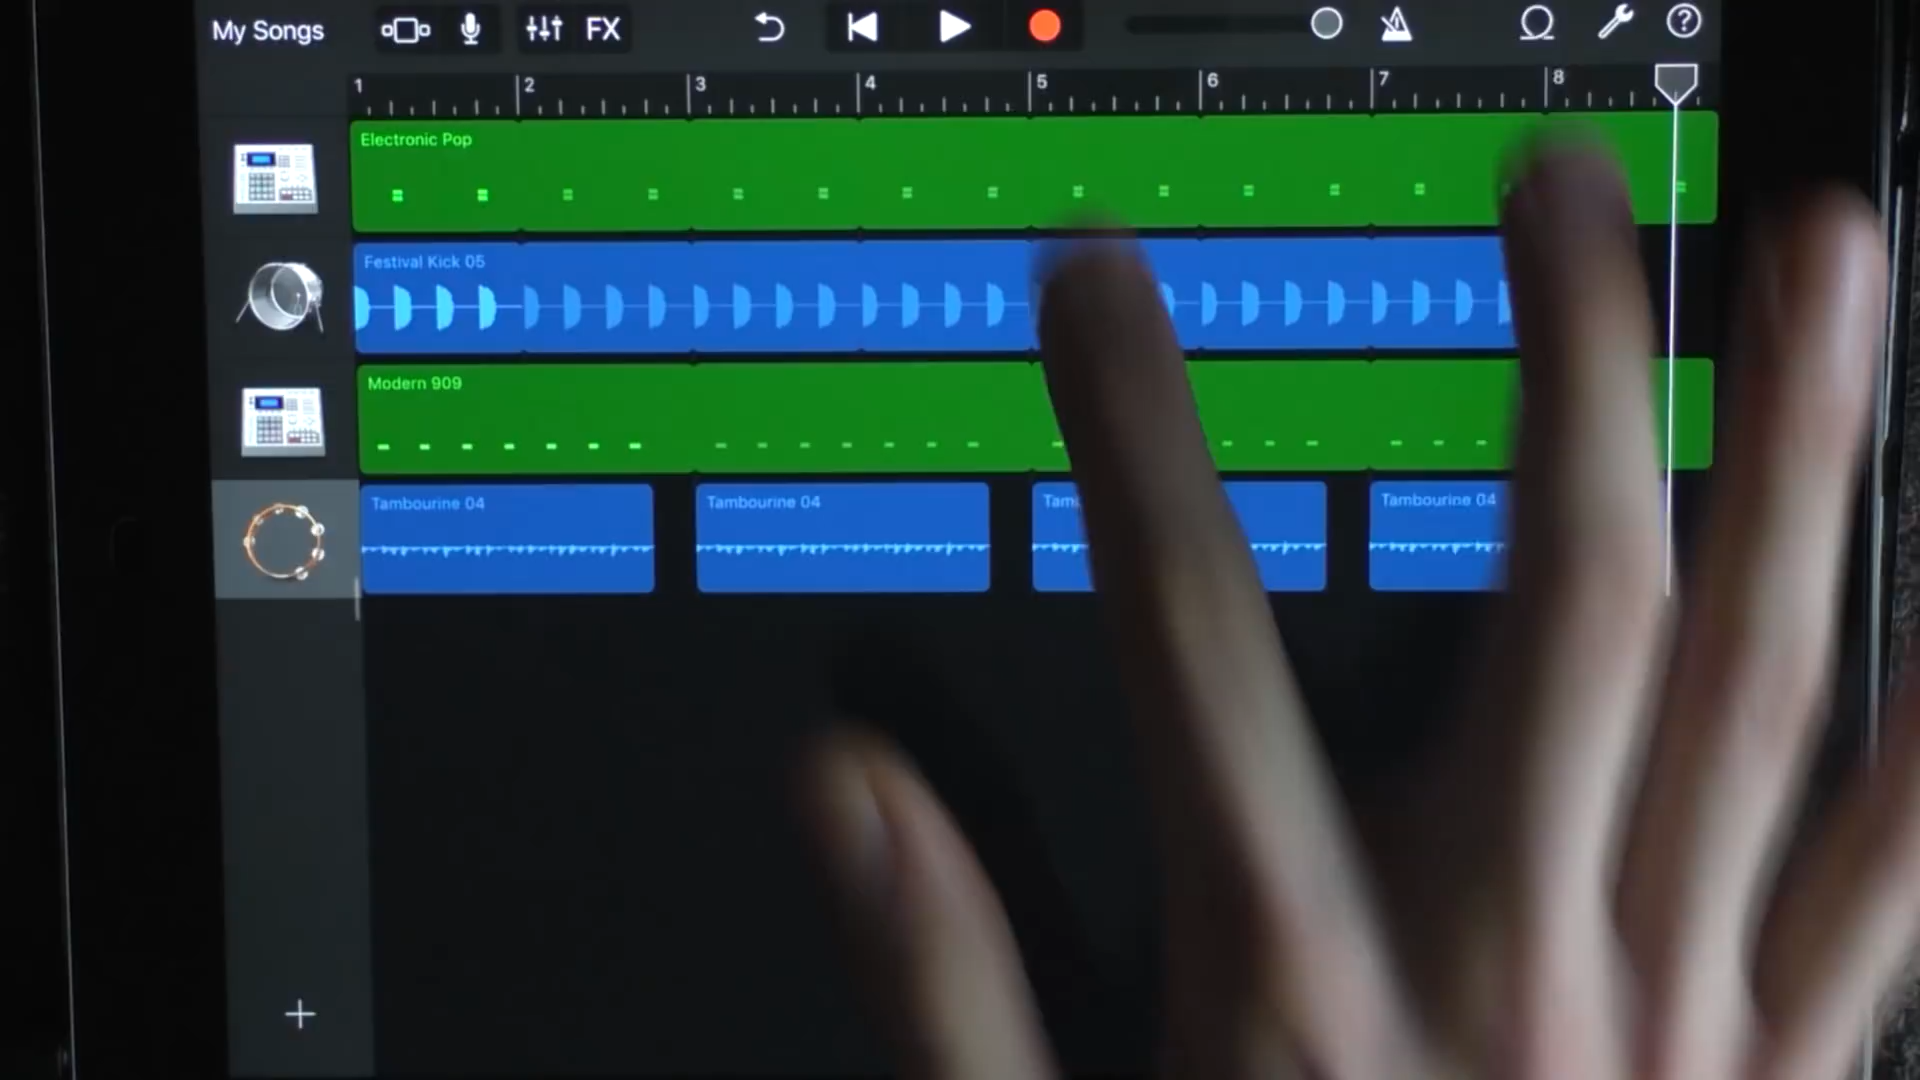 My Songs
FX
?
1 2 3 4 5 6 7 8
Electronic Pop
Festival Kick 05
Modern 909
Tambourine 04
Tambourine 04
Tambourine 04